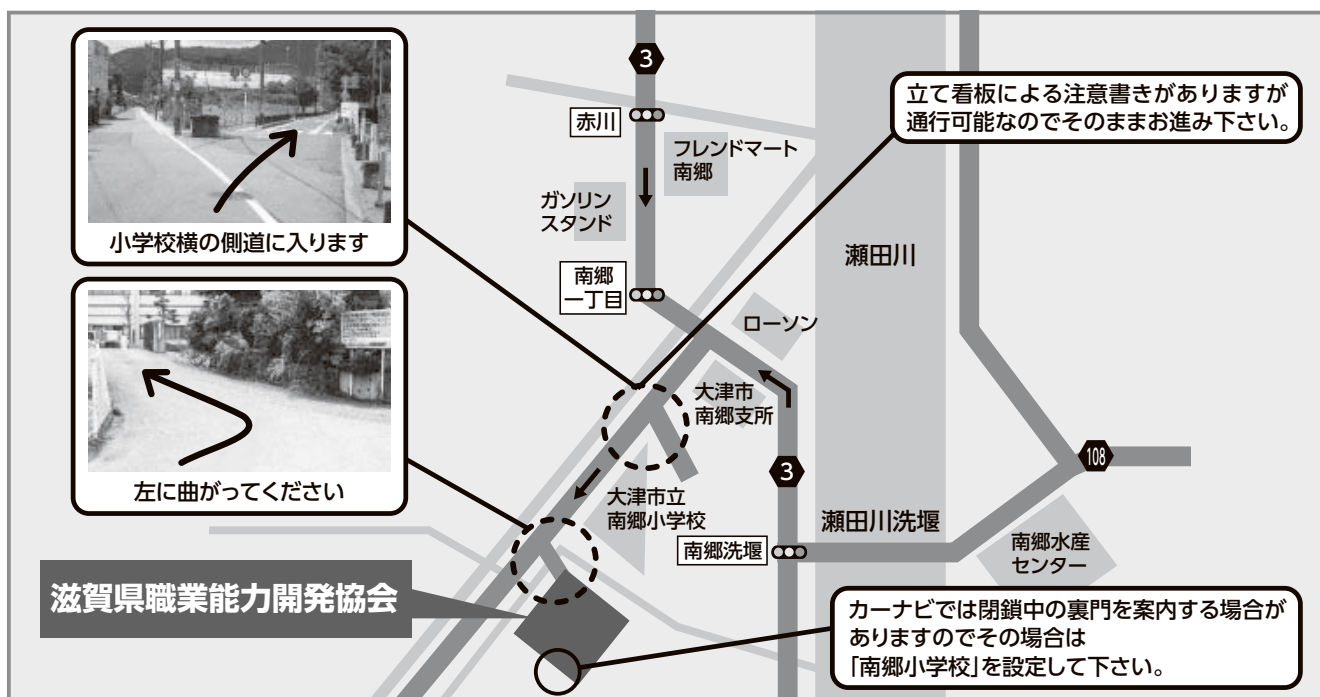 3
赤川
フレンドマート
南郷
ガソリン
スタンド
南郷
一丁目
ローソン
瀬田川
立て看板による注意書きがありますが
通行可能なのでそのままお進み下さい。
小学校横の側道に入ります
左に曲がってください
大津市
南郷支所
大津市立
南郷小学校
3
108
南郷洗堰
瀬田川洗堰
南郷水産
センター
滋賀県職業能力開発協会
カーナビでは閉鎖中の裏門を案内する場合が
ありますのでその場合は
「南郷小学校」を設定して下さい。